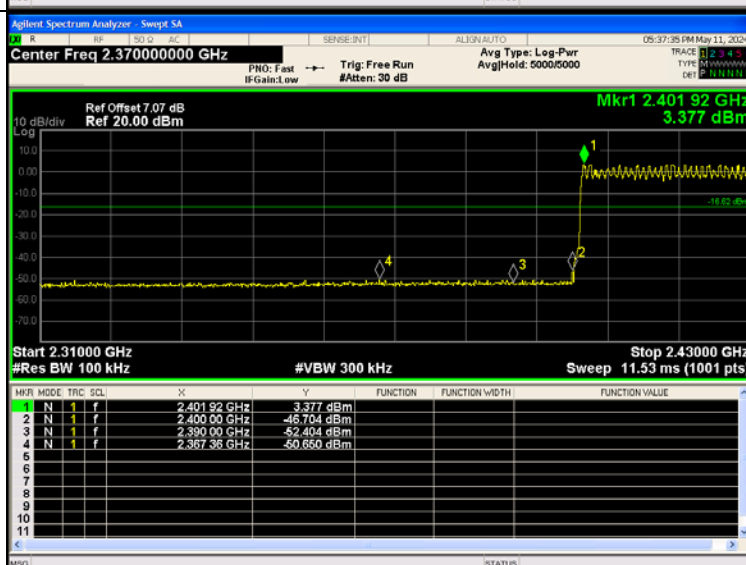 Agilent Spectrum Analyzer - Swept SA
R RF 50 Ω AC SENSE:INT ALIGN AUTO 05:37:35 PM May 11, 2024
Center Freq 2.370000000 GHz
PNO: Fast
IFGain:Low
Trig: Free Run
#Atten: 30 dB
Avg Type: Log-Pwr
Avg|Hold: 5000/5000
TRACE 1 2 3 4 5
TYPE M
DET P N N N N
Mkr1 2.401 92 GHz
3.377 dBm
Ref Offset 7.07 dB
10 dB/div Ref 20.00 dBm
Log
10.0
0.00
-10.0
-20.0
-30.0
-40.0
-50.0
-60.0
-70.0
1
-16.62 dBm
2
3
4
Start 2.31000 GHz Stop 2.43000 GHz
#Res BW 100 kHz #VBW 300 kHz Sweep 11.53 ms (1001 pts)
MKR MODE TRC SCL X Y FUNCTION FUNCTION WIDTH FUNCTION VALUE
1 N 1 f 2.401 92 GHz 3.377 dBm
2 N 1 f 2.400 00 GHz -46.704 dBm
3 N 1 f 2.390 00 GHz -52.404 dBm
4 N 1 f 2.367 36 GHz -50.650 dBm
5
6
7
8
9
10
11
MSG STATUS